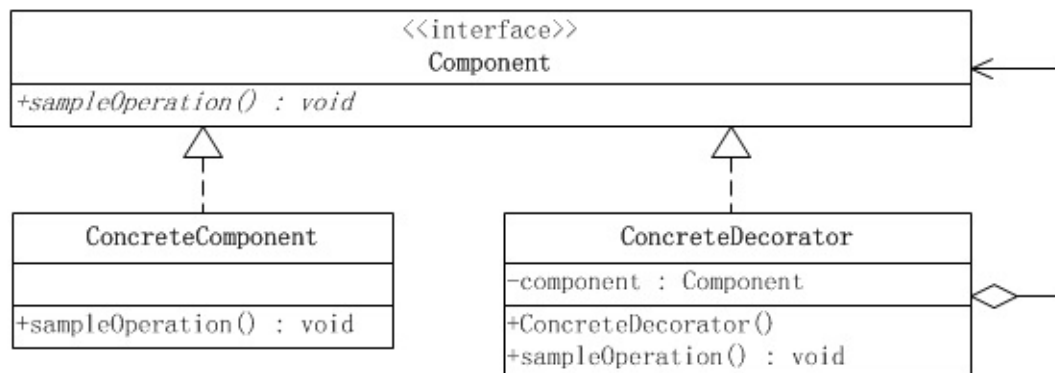 <<interface>>
Component
+sampleOperation() : void
ConcreteComponent
+sampleOperation() : void
ConcreteDecorator
-component : Component
+ConcreteDecorator()
+sampleOperation() : void